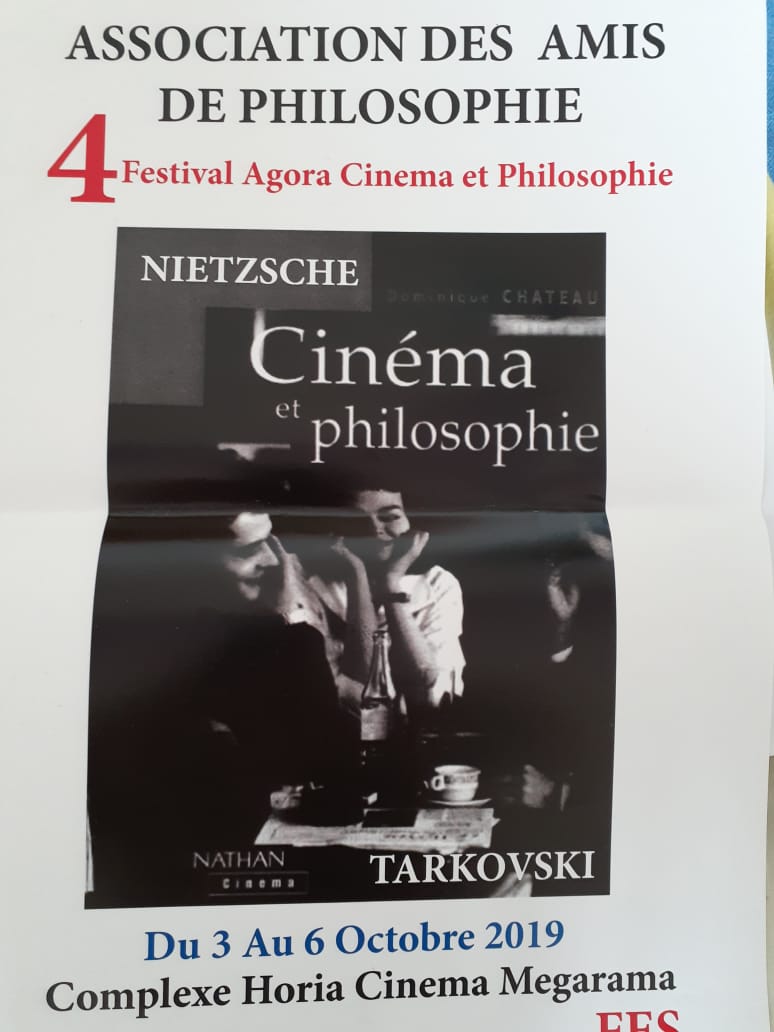 ASSOCIATION DES AMIS
DE PHILOSOPHIE
4 Festival Agora Cinema et Philosophie
NIETZSCHE
Dominique CHATEAU
Cinéma
et philosophie
NATHAN
Cinema
TARKOVSKI
Du 3 Au 6 Octobre 2019
Complexe Horia Cinema Megarama
FES